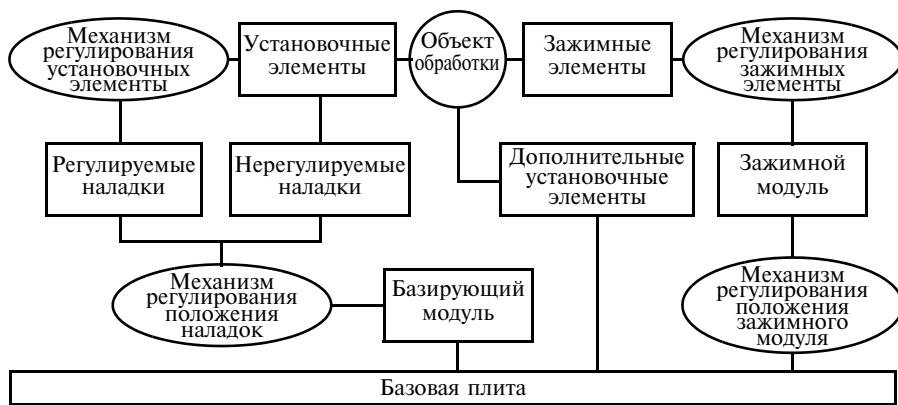 Механизм
регулирования
установочных
элементы
Установочные
элементы
Объект
обработки
Зажимные
элементы
Механизм
регулирования
зажимных
элементы
Регулируемые
наладки
Нерегулируемые
наладки
Дополнительные
установочные
элементы
Зажимной
модуль
Механизм
регулирования
положения
наладок
Базирующий
модуль
Механизм
регулирования
положения
зажимного
модуля
Базовая плита